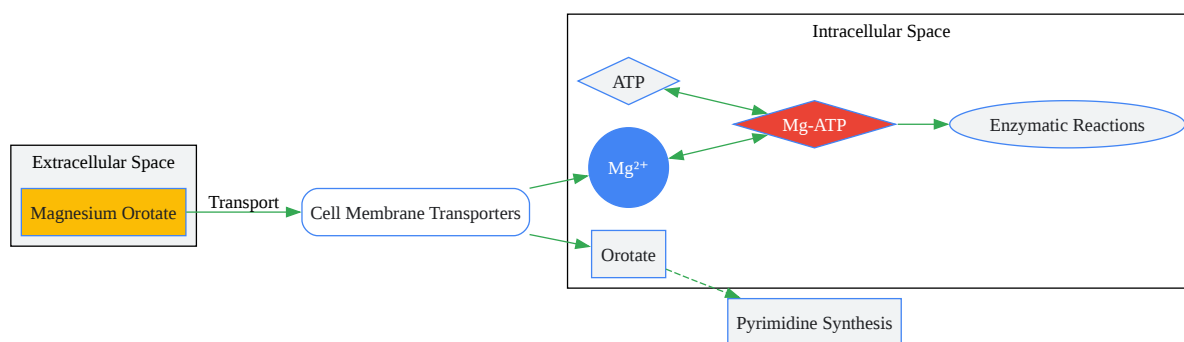 Intracellular Space
ATP
Mg-ATP
Enzymatic Reactions
Extracellular Space
Mg²⁺
Magnesium Orotate
Transport
Cell Membrane Transporters
Orotate
Pyrimidine Synthesis